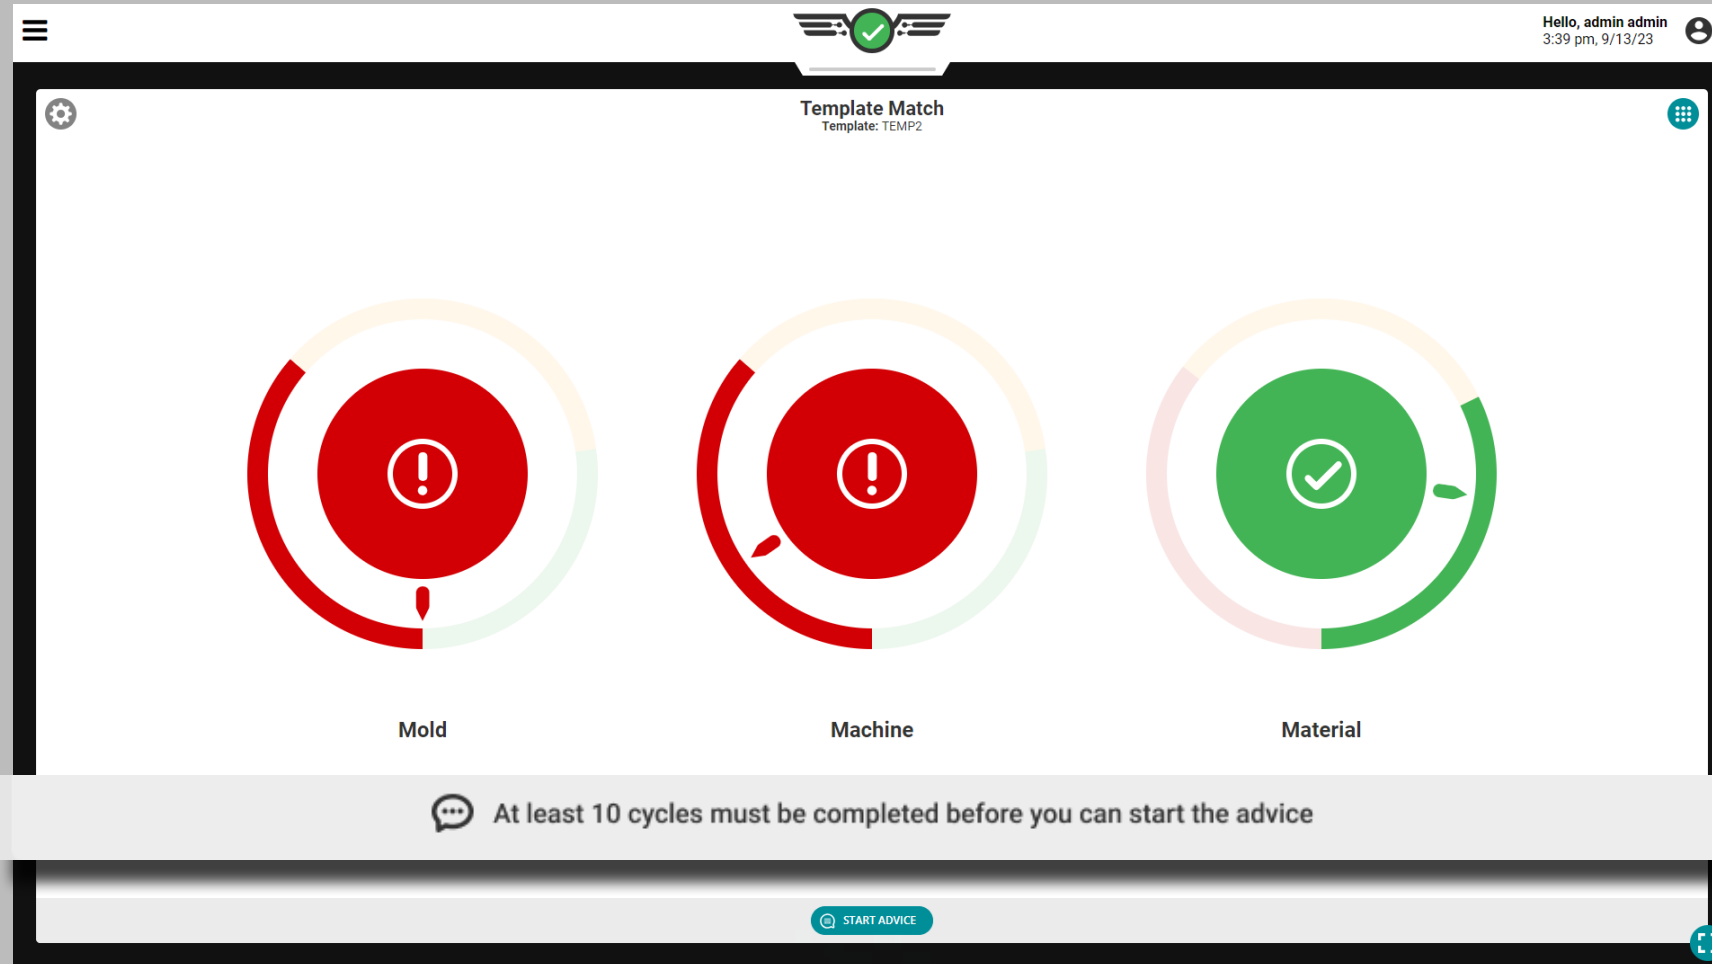 Hello, admin admin
3:39 pm, 9/13/23
Template Match
Template: TEMP2
Mold
Machine
Material
At least 10 cycles must be completed before you can start the advice
START ADVICE